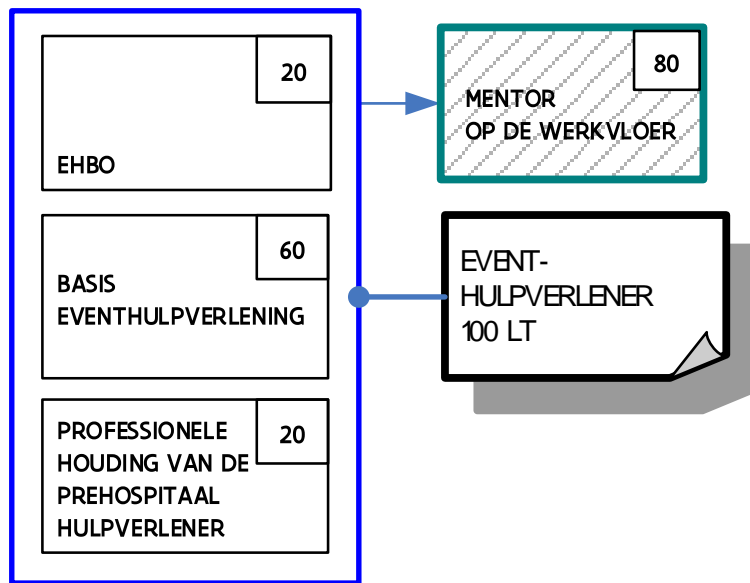 20
EHBO
60
BASIS
EVENTHULPVERLENING
20
PROFESSIONELE
HOUDING VAN DE
PREHOSPITAAL
HULPVERLENER
80
MENTOR
OP DE WERKVLOER
EVENT-
HULPVERLENER
100 LT